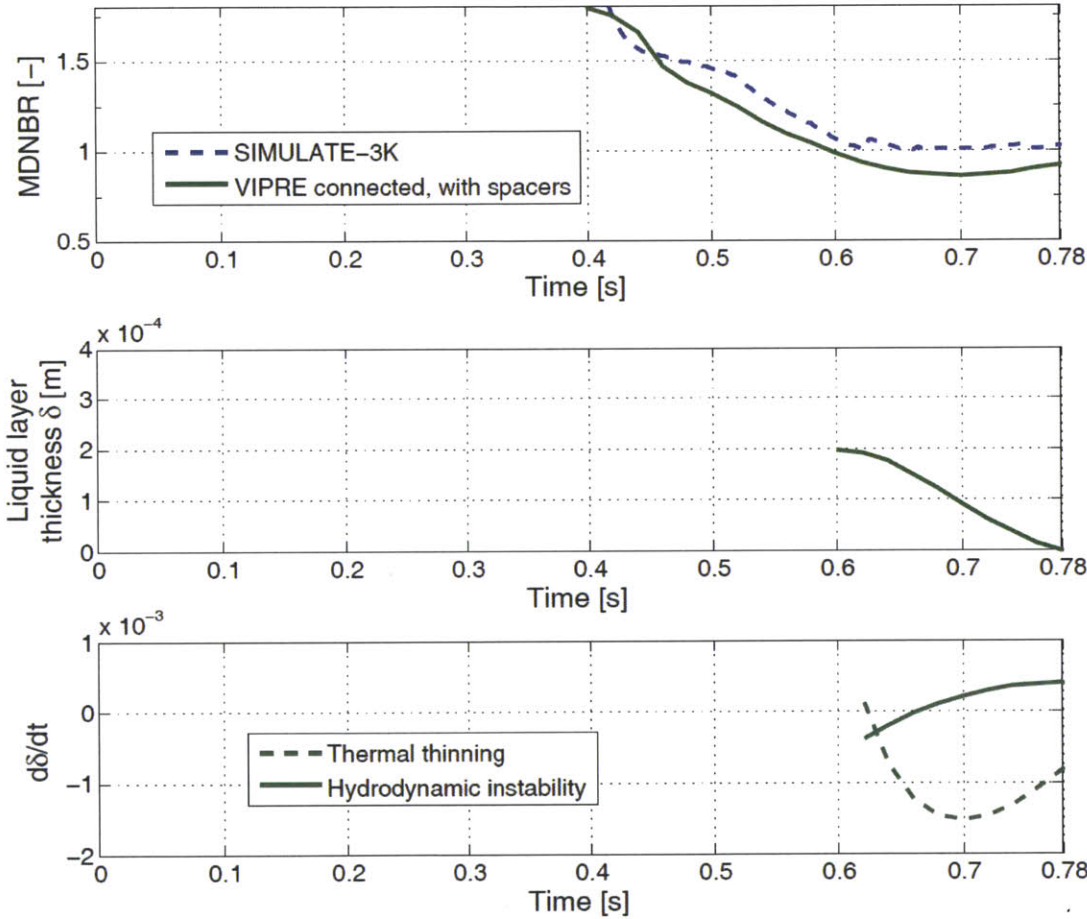 MDNBR [-]
1.5
1
0.5
SIMULATE-3K
VIPRE connected, with spacers
0 0.1 0.2 0.3 0.4 0.5 0.6 0.7 0.78
Time [s]
x 10⁻⁴
Liquid layer
thickness δ [m]
4
3
2
1
0
0 0.1 0.2 0.3 0.4 0.5 0.6 0.7 0.78
Time [s]
x 10⁻³
dδ/dt
1
0
-1
-2
Thermal thinning
Hydrodynamic instability
0 0.1 0.2 0.3 0.4 0.5 0.6 0.7 0.78
Time [s]